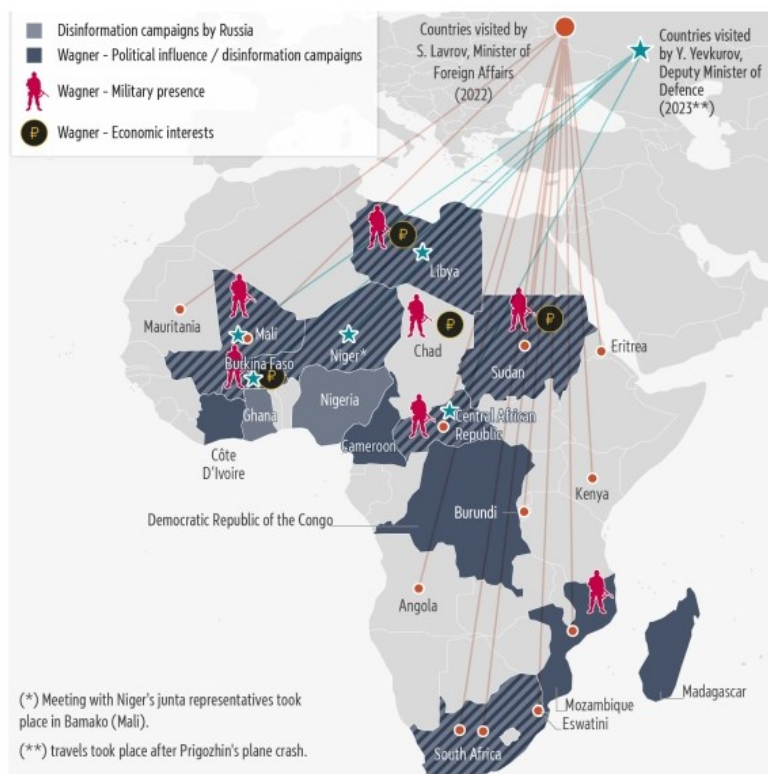 Disinformation campaigns by Russia
Wagner - Political influence / disinformation campaigns
Wagner - Military presence
₽
Wagner - Economic interests
Countries visited by
S. Lavrov, Minister of
Foreign Affairs
(2022)
Countries visited
by Y. Yevkurov,
Deputy Minister of
Defence
(2023**)
₽
Libya
Mauritania
Mali
Niger*
₽
Chad
₽
Sudan
Eritrea
Burkina Faso
₽
Ghana
Nigeria
Central African
Republic
Cameroon
Côte
D'Ivoire
Kenya
Democratic Republic of the Congo
Burundi
Angola
Madagascar
Mozambique
Eswatini
South Africa
(*) Meeting with Niger's junta representatives took
place in Bamako (Mali).
(**) travels took place after Prigozhin's plane crash.